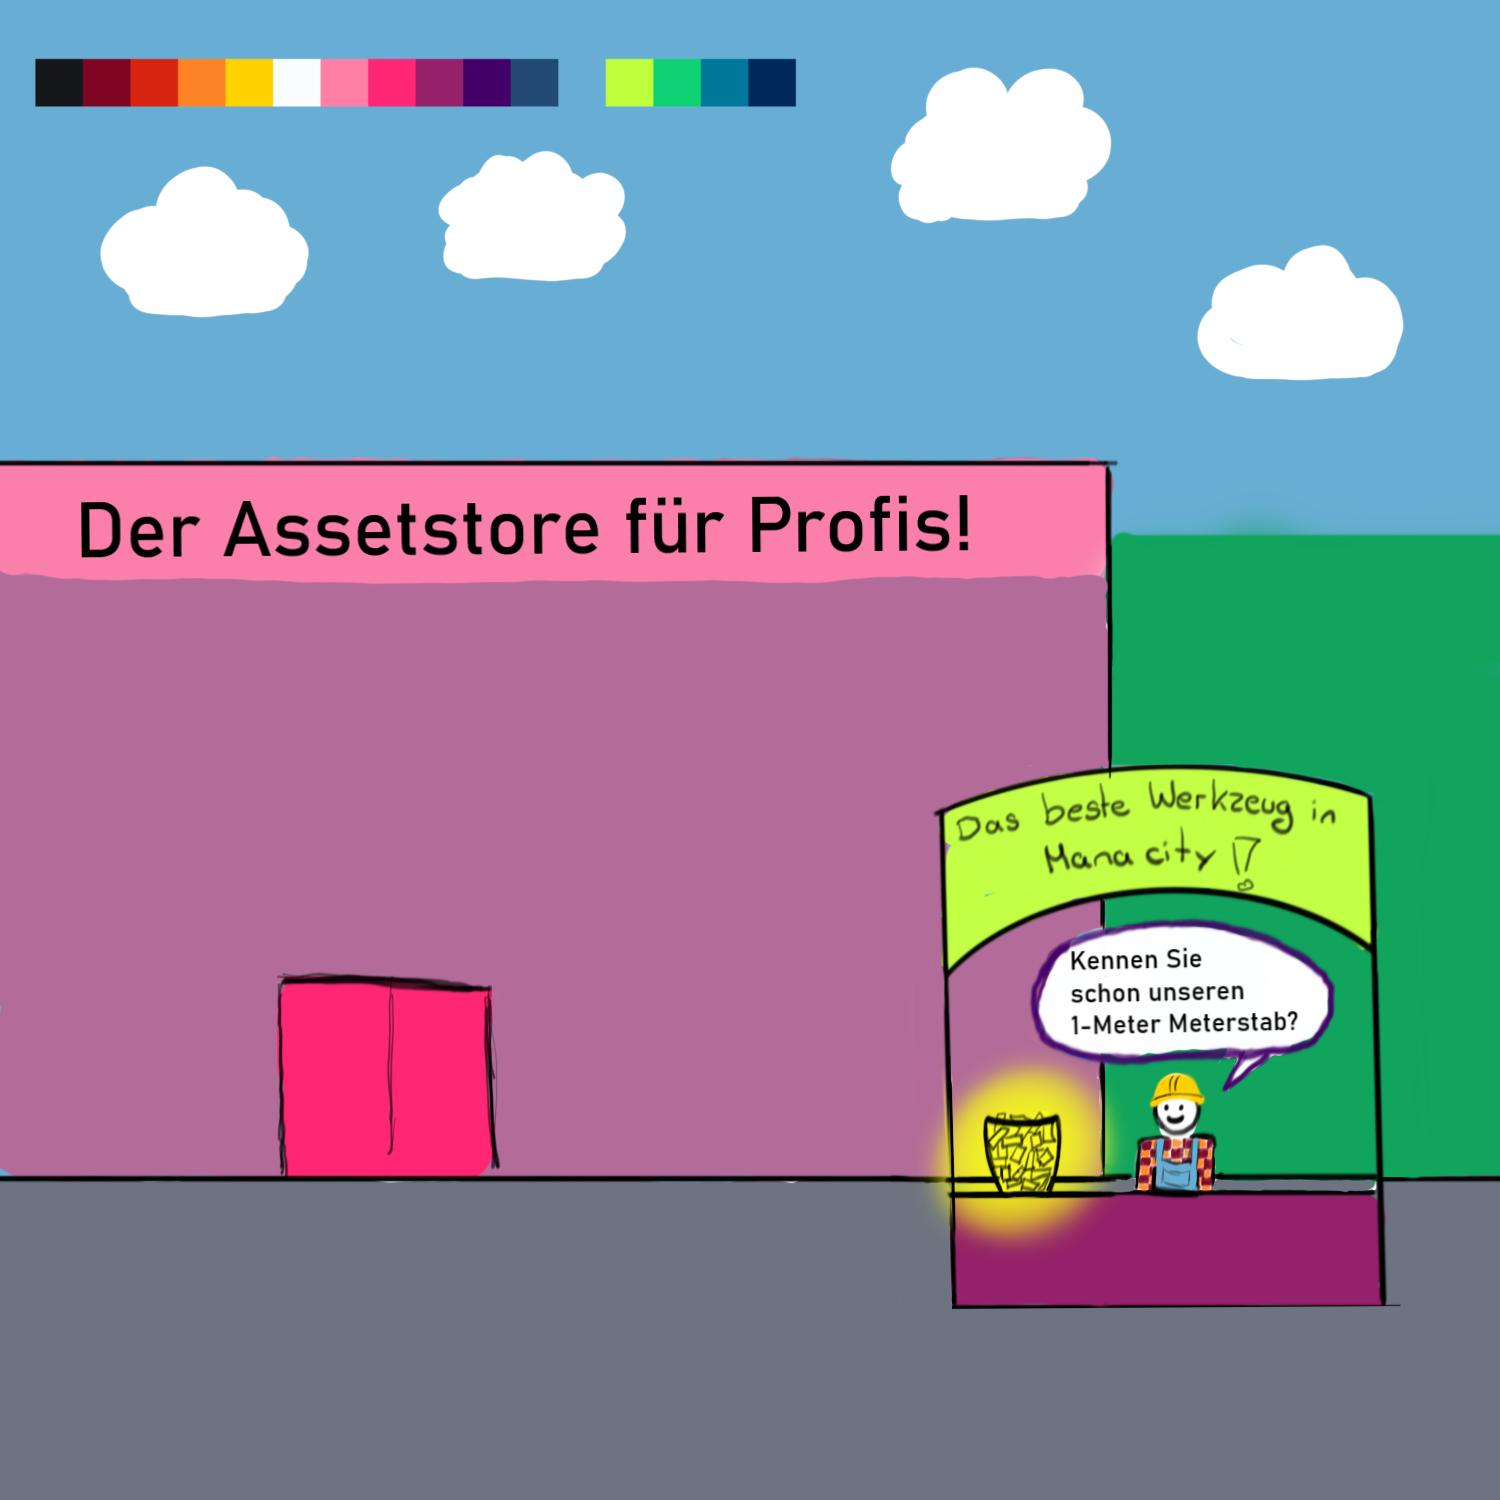 Der Assetstore für Profis!
Das beste Werkzeug in
Mana city !
Kennen Sie
schon unseren
1-Meter Meterstab?